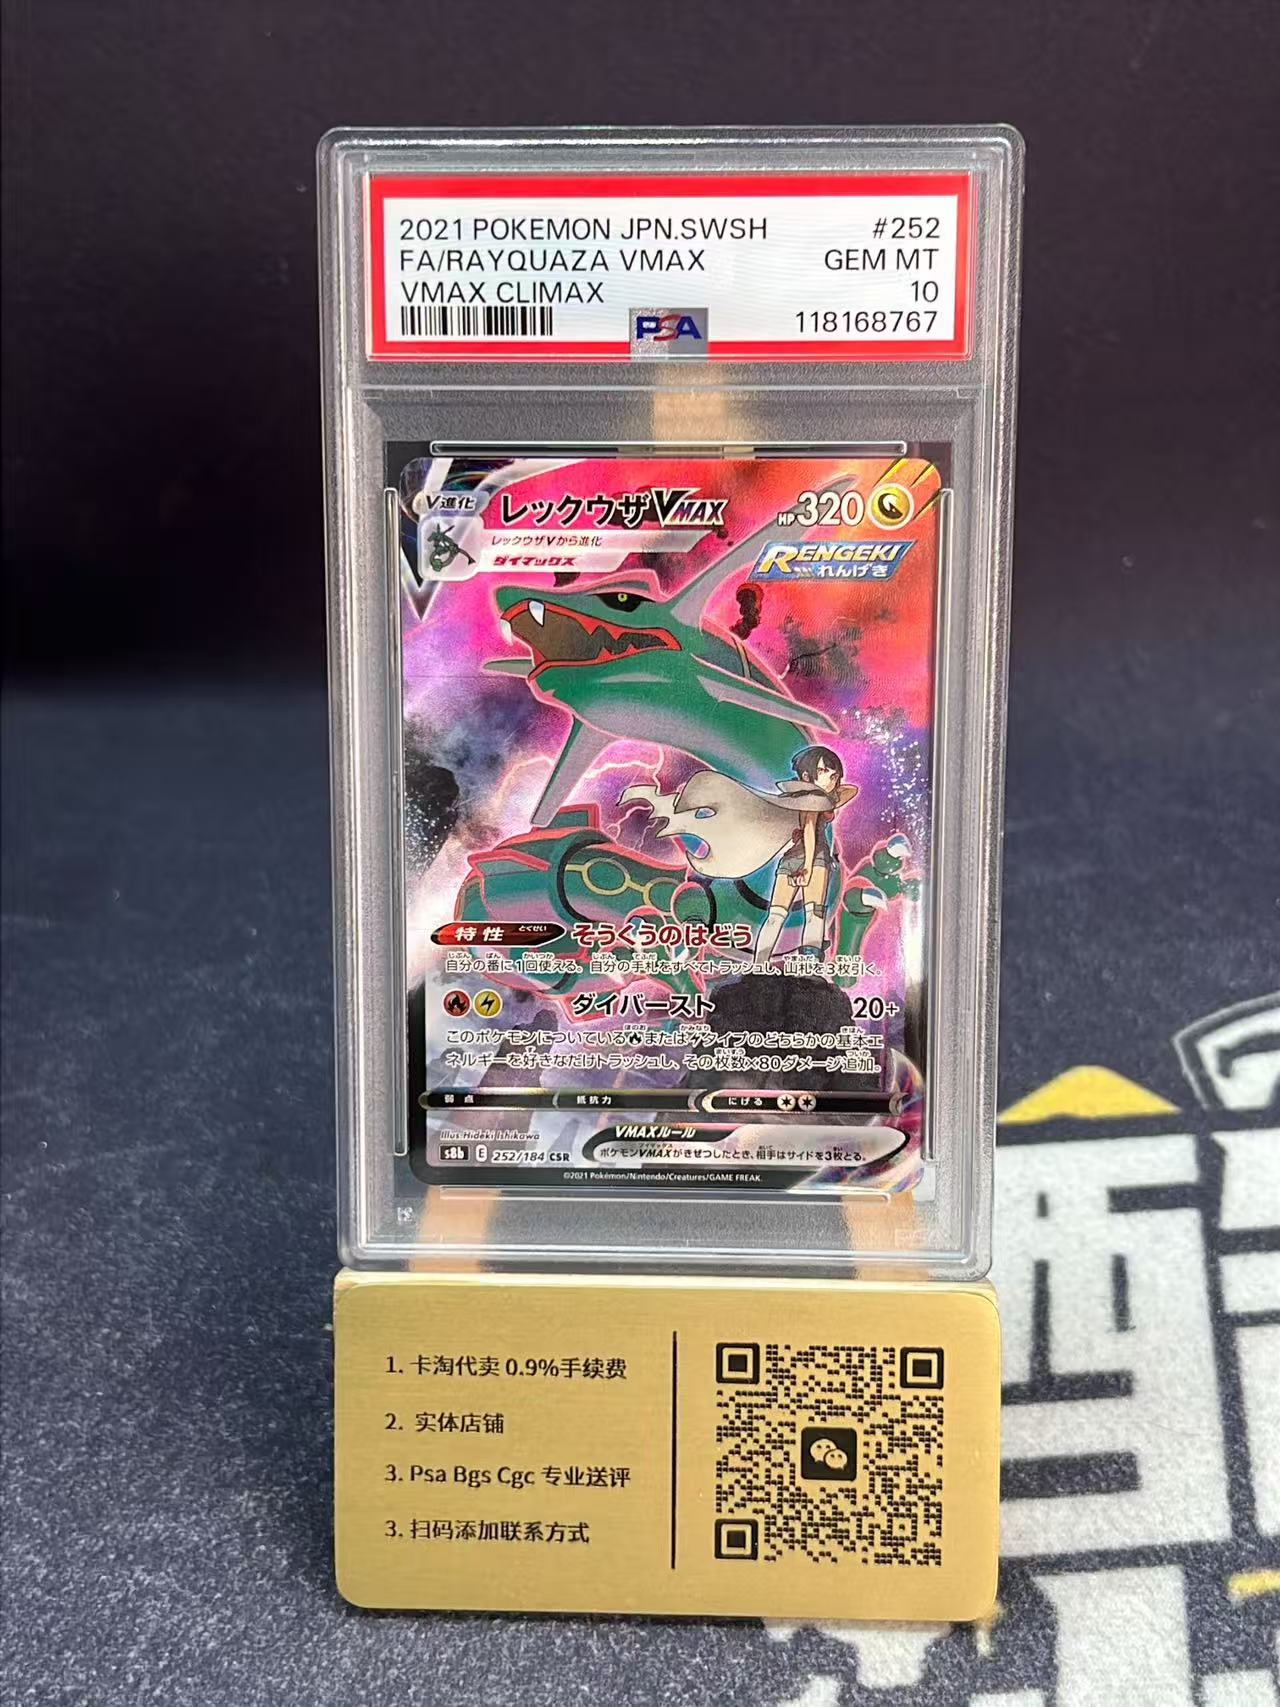 2021 POKEMON JPN.SWSH #252
FA/RAYQUAZA VMAX GEM MT
VMAX CLIMAX 10
PSA 118168767
V進化 レックウザVMAX HP320
レックウザVから進化
ダイマックス
RENGEKI
れんげき
特性 とくせい そうくうのはどう
自分の番に1回使える。自分の手札をすべてトラッシュし、山札を3枚引く。
ダイバースト 20+
このポケモンについている またはタイプのどちらかの基本エ
ネルギーを好きなだけトラッシュし、その枚数×80ダメージ追加。
弱点 抵抗力 にげる
Illus. Hideki Ishikawa
VMAXルール
s8b E 252/184 CSR
ポケモンVMAXがきぜつしたとき、相手はサイドを3枚とる。
©2021 Pokémon/Nintendo/Creatures/GAME FREAK.
1. 卡淘代卖 0.9%手续费
2. 实体店铺
3. Psa Bgs Cgc 专业送评
3. 扫码添加联系方式